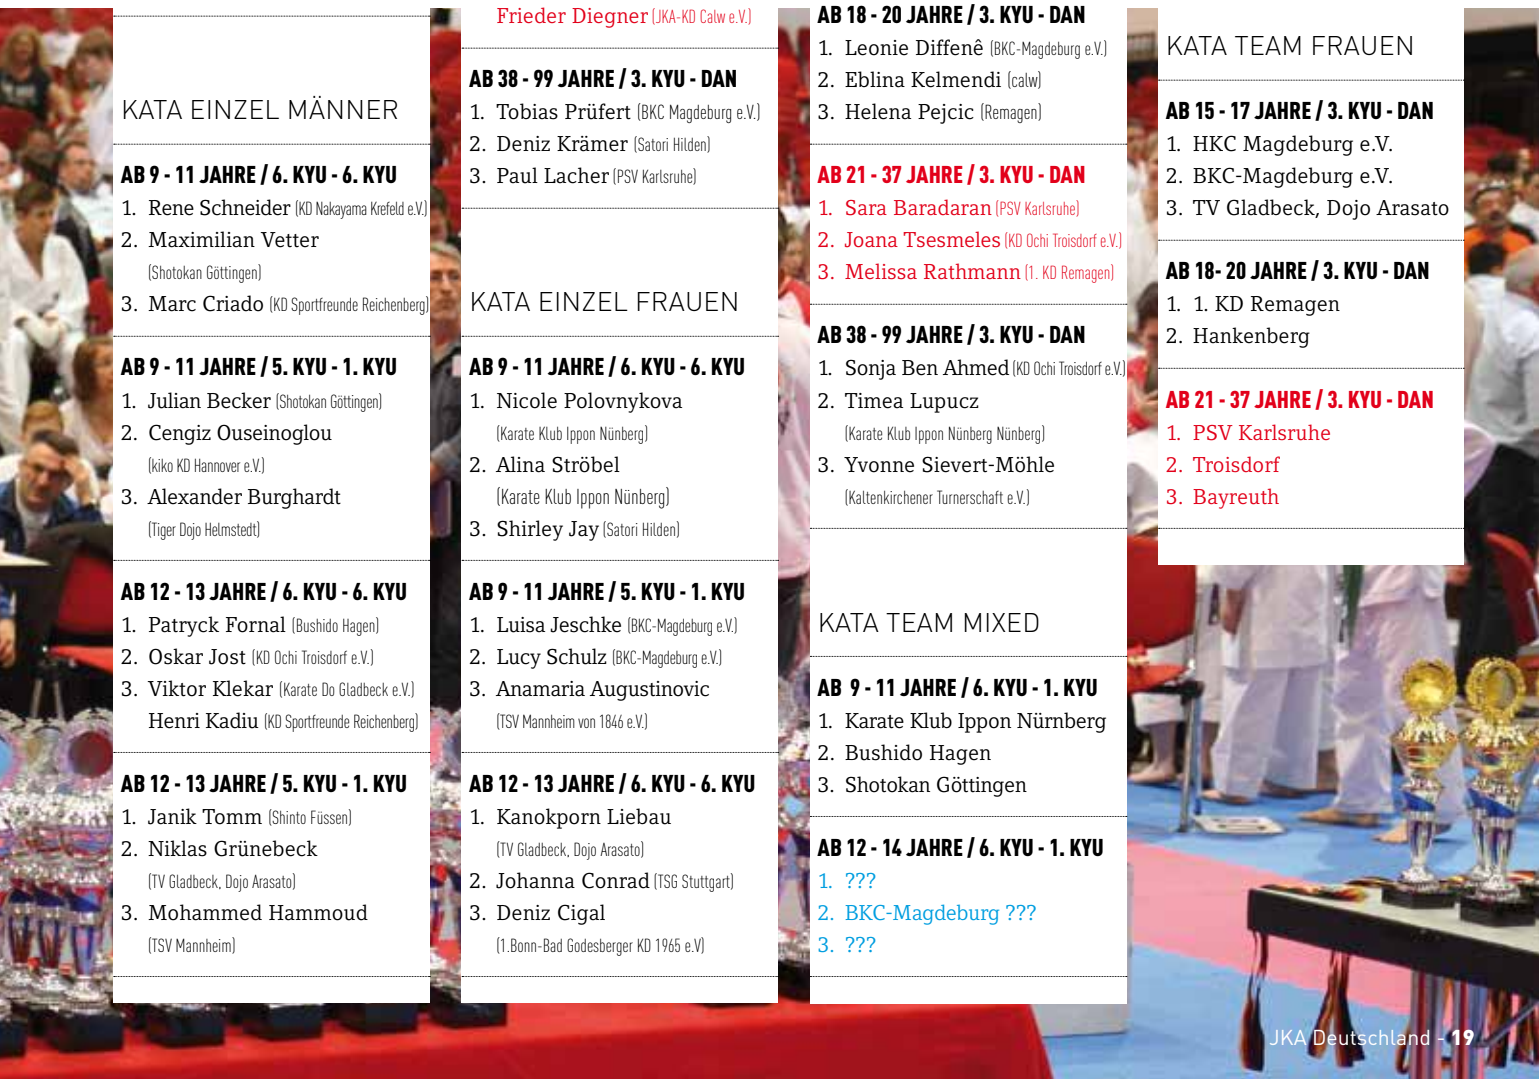 KATA EINZEL MÄNNER
AB 9 - 11 JAHRE / 6. KYU - 6. KYU
1. Rene Schneider (KD Nakayama Krefeld e.V.)
2. Maximilian Vetter
(Shotokan Göttingen)
3. Marc Criado (KD Sportfreunde Reichenberg)
AB 9 - 11 JAHRE / 5. KYU - 1. KYU
1. Julian Becker (Shotokan Göttingen)
2. Cengiz Ouseinoglou
(kiko KD Hannover e.V.)
3. Alexander Burghardt
(Tiger Dojo Helmstedt)
AB 12 - 13 JAHRE / 6. KYU - 6. KYU
1. Patryck Fornal (Bushido Hagen)
2. Oskar Jost (KD Ochi Troisdorf e.V.)
3. Viktor Klekar (Karate Do Gladbeck e.V.)
Henri Kadiu (KD Sportfreunde Reichenberg)
AB 12 - 13 JAHRE / 5. KYU - 1. KYU
1. Janik Tomm (Shinto Füssen)
2. Niklas Grünebeck
(TV Gladbeck, Dojo Arasato)
3. Mohammed Hammoud
(TSV Mannheim)
Frieder Diegner (JKA-KD Calw e.V.)
AB 38 - 99 JAHRE / 3. KYU - DAN
1. Tobias Prüfert (BKC Magdeburg e.V.)
2. Deniz Krämer (Satori Hilden)
3. Paul Lacher (PSV Karlsruhe)
KATA EINZEL FRAUEN
AB 9 - 11 JAHRE / 6. KYU - 6. KYU
1. Nicole Polovnykova
(Karate Klub Ippon Nünberg)
2. Alina Ströbel
(Karate Klub Ippon Nünberg)
3. Shirley Jay (Satori Hilden)
AB 9 - 11 JAHRE / 5. KYU - 1. KYU
1. Luisa Jeschke (BKC-Magdeburg e.V.)
2. Lucy Schulz (BKC-Magdeburg e.V.)
3. Anamaria Augustinovic
(TSV Mannheim von 1846 e.V.)
AB 12 - 13 JAHRE / 6. KYU - 6. KYU
1. Kanokporn Liebau
(TV Gladbeck, Dojo Arasato)
2. Johanna Conrad (TSG Stuttgart)
3. Deniz Cigal
(1.Bonn-Bad Godesberger KD 1965 e.V)
AB 18 - 20 JAHRE / 3. KYU - DAN
1. Leonie Diffenê (BKC-Magdeburg e.V.)
2. Eblina Kelmendi (calw)
3. Helena Pejcic (Remagen)
AB 21 - 37 JAHRE / 3. KYU - DAN
1. Sara Baradaran (PSV Karlsruhe)
2. Joana Tsesmeles (KD Ochi Troisdorf e.V.)
3. Melissa Rathmann (1. KD Remagen)
AB 38 - 99 JAHRE / 3. KYU - DAN
1. Sonja Ben Ahmed (KD Ochi Troisdorf e.V.)
2. Timea Lupucz
(Karate Klub Ippon Nünberg Nünberg)
3. Yvonne Sievert-Möhle
(Kaltenkirchener Turnerschaft e.V.)
KATA TEAM MIXED
AB 9 - 11 JAHRE / 6. KYU - 1. KYU
1. Karate Klub Ippon Nürnberg
2. Bushido Hagen
3. Shotokan Göttingen
AB 12 - 14 JAHRE / 6. KYU - 1. KYU
1. ???
2. BKC-Magdeburg ???
3. ???
KATA TEAM FRAUEN
AB 15 - 17 JAHRE / 3. KYU - DAN
1. HKC Magdeburg e.V.
2. BKC-Magdeburg e.V.
3. TV Gladbeck, Dojo Arasato
AB 18- 20 JAHRE / 3. KYU - DAN
1. 1. KD Remagen
2. Hankenberg
AB 21 - 37 JAHRE / 3. KYU - DAN
1. PSV Karlsruhe
2. Troisdorf
3. Bayreuth
JKA Deutschland - 19